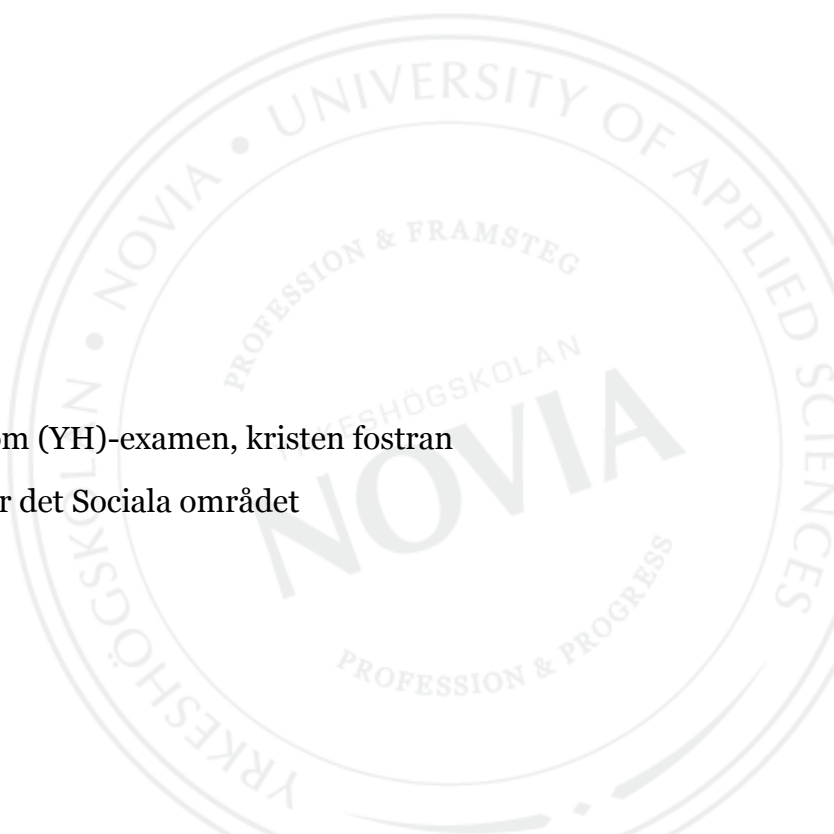 UNIVERSITY OF APPLIED SCIENCES
YRKESHÖGSKOLAN • NOVIA •
PROFESSION & FRAMSTEG
YRKESHÖGSKOLAN
NOVIA
PROFESSION & PROGRESS
om (YH)-examen, kristen fostran
r det Sociala området